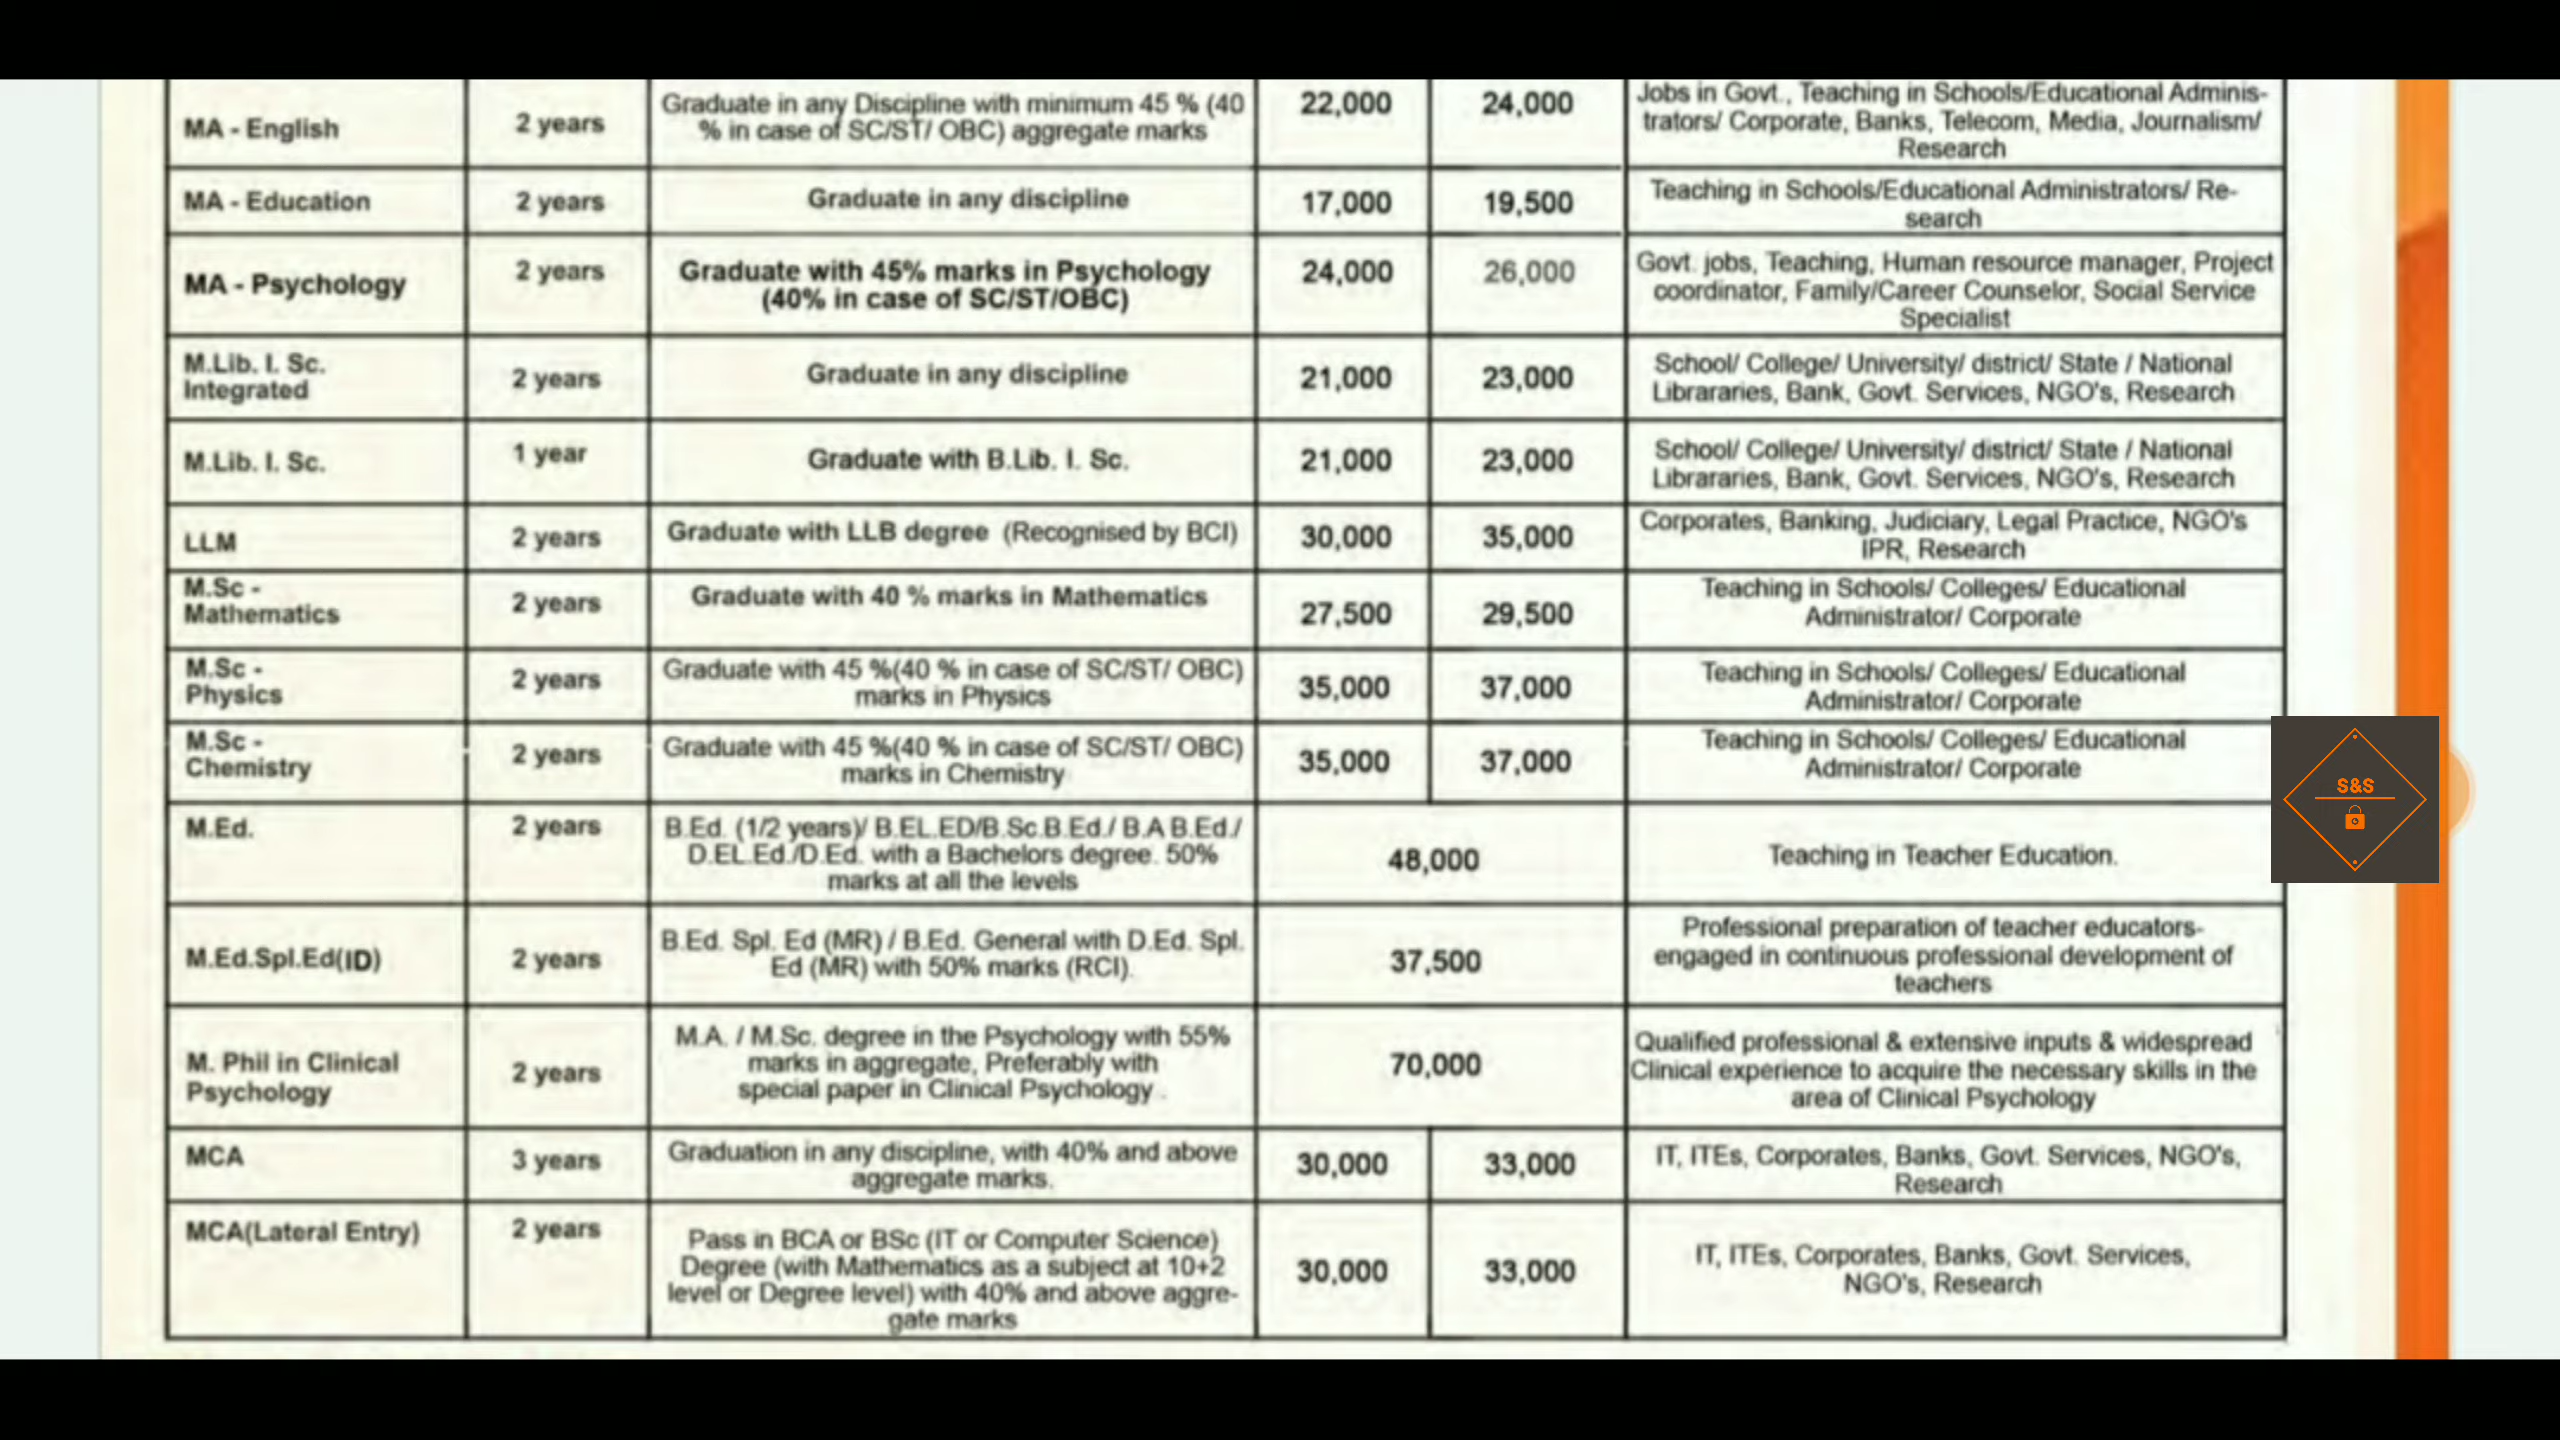 MA - English
2 years
Graduate in any Discipline with minimum 45 % (40
% in case of SC/ST/ OBC) aggregate marks
22,000
24,000
Jobs in Govt., Teaching in Schools/Educational Adminis-
trators/ Corporate, Banks, Telecom, Media, Journalism/
Research
MA - Education
2 years
Graduate in any discipline
17,000
19,500
Teaching in Schools/Educational Administrators/ Re-
search
MA - Psychology
2 years
Graduate with 45% marks in Psychology
(40% in case of SC/ST/OBC)
24,000
26,000
Govt. jobs, Teaching, Human resource manager, Project
coordinator, Family/Career Counselor, Social Service
Specialist
M.Lib. I. Sc.
Integrated
2 years
Graduate in any discipline
21,000
23,000
School/ College/ University/ district/ State / National
Librararies, Bank, Govt. Services, NGO's, Research
M.Lib. I. Sc.
1 year
Graduate with B.Lib. I. Sc.
21,000
23,000
School/ College/ University/ district/ State / National
Librararies, Bank, Govt. Services, NGO's, Research
LLM
2 years
Graduate with LLB degree (Recognised by BCI)
30,000
35,000
Corporates, Banking, Judiciary, Legal Practice, NGO's
IPR, Research
M.Sc -
Mathematics
2 years
Graduate with 40 % marks in Mathematics
27,500
29,500
Teaching in Schools/ Colleges/ Educational
Administrator/ Corporate
M.Sc -
Physics
2 years
Graduate with 45 %(40 % in case of SC/ST/ OBC)
marks in Physics
35,000
37,000
Teaching in Schools/ Colleges/ Educational
Administrator/ Corporate
M.Sc -
Chemistry
2 years
Graduate with 45 %(40 % in case of SC/ST/ OBC)
marks in Chemistry
35,000
37,000
Teaching in Schools/ Colleges/ Educational
Administrator/ Corporate
M.Ed.
2 years
B.Ed. (1/2 years)/ B.EL.ED/B.Sc.B.Ed./ B.A B.Ed./
D.EL.Ed./D.Ed. with a Bachelors degree. 50%
marks at all the levels
48,000
Teaching in Teacher Education.
M.Ed.Spl.Ed(ID)
2 years
B.Ed. Spl. Ed (MR) / B.Ed. General with D.Ed. Spl.
Ed (MR) with 50% marks (RCI).
37,500
Professional preparation of teacher educators-
engaged in continuous professional development of
teachers
M. Phil in Clinical
Psychology
2 years
M.A. / M.Sc. degree in the Psychology with 55%
marks in aggregate, Preferably with
special paper in Clinical Psychology .
70,000
Qualified professional & extensive inputs & widespread
Clinical experience to acquire the necessary skills in the
area of Clinical Psychology
MCA
3 years
Graduation in any discipline, with 40% and above
aggregate marks.
30,000
33,000
IT, ITEs, Corporates, Banks, Govt. Services, NGO's,
Research
MCA(Lateral Entry)
2 years
Pass in BCA or BSc (IT or Computer Science)
Degree (with Mathematics as a subject at 10+2
level or Degree level) with 40% and above aggre-
gate marks
30,000
33,000
IT, ITEs, Corporates, Banks, Govt. Services,
NGO's, Research
S&S